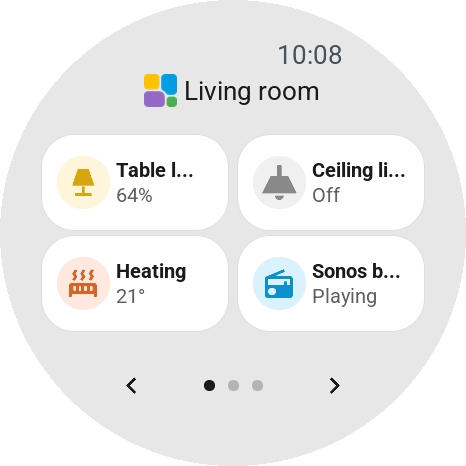 10:08
Living room
Table l...
64%
Ceiling li...
Off
Heating
21°
Sonos b...
Playing